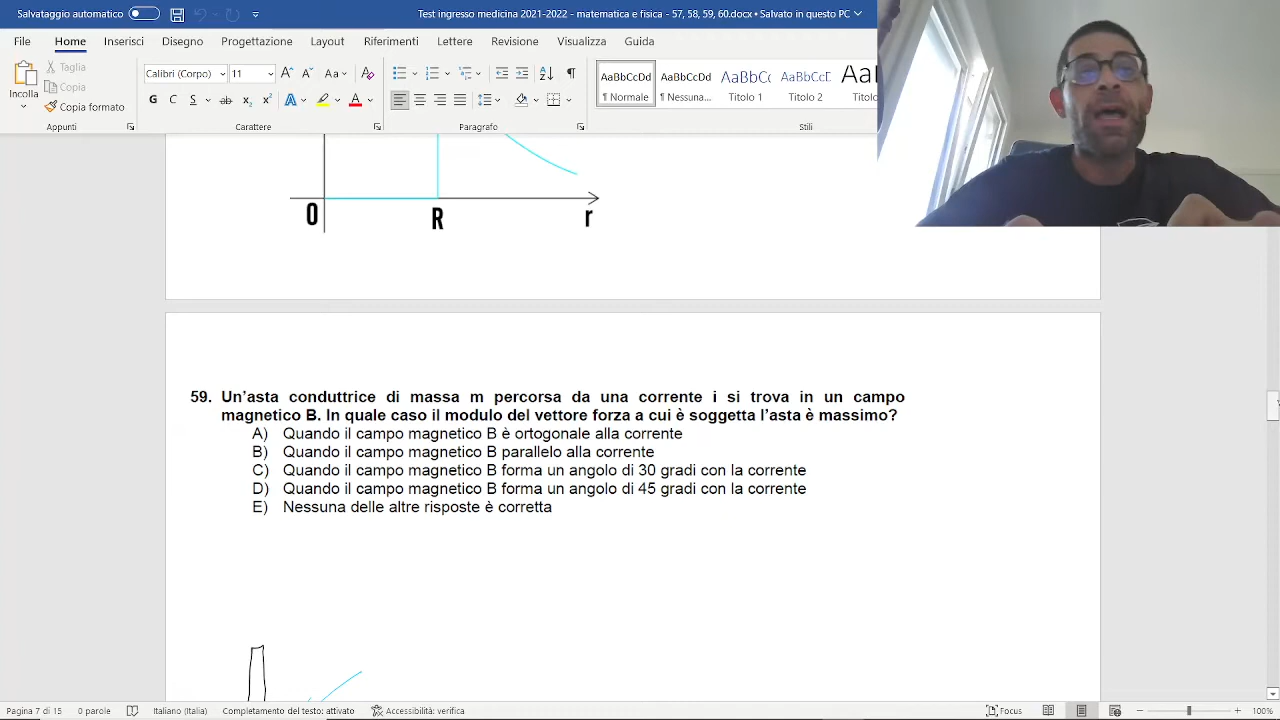 Salvataggio automatico
Test ingresso medicina 2021-2022 - matematica e fisica - 57, 58, 59, 60.docx • Salvato in questo PC
File Home Inserisci Disegno Progettazione Layout Riferimenti Lettere Revisione Visualizza Guida
Incolla
Taglia
Copia
Copia formato
Appunti
Calibri (Corpo) 11
Aa
G C S ab x₂ x² A A
Carattere
Paragrafo
AaBbCcDd AaBbCcDd AaBbC AaBbCcD Aa
¶ Normale ¶ Nessuna... Titolo 1 Titolo 2
Stili
0 R r
59. Un’asta conduttrice di massa m percorsa da una corrente i si trova in un campo
magnetico B. In quale caso il modulo del vettore forza a cui è soggetta l’asta è massimo?
A) Quando il campo magnetico B è ortogonale alla corrente
B) Quando il campo magnetico B parallelo alla corrente
C) Quando il campo magnetico B forma un angolo di 30 gradi con la corrente
D) Quando il campo magnetico B forma un angolo di 45 gradi con la corrente
E) Nessuna delle altre risposte è corretta
Pagina 7 di 15 0 parole Italiano (Italia) Completamento del testo: attivato Accessibilità: verifica Focus 100%